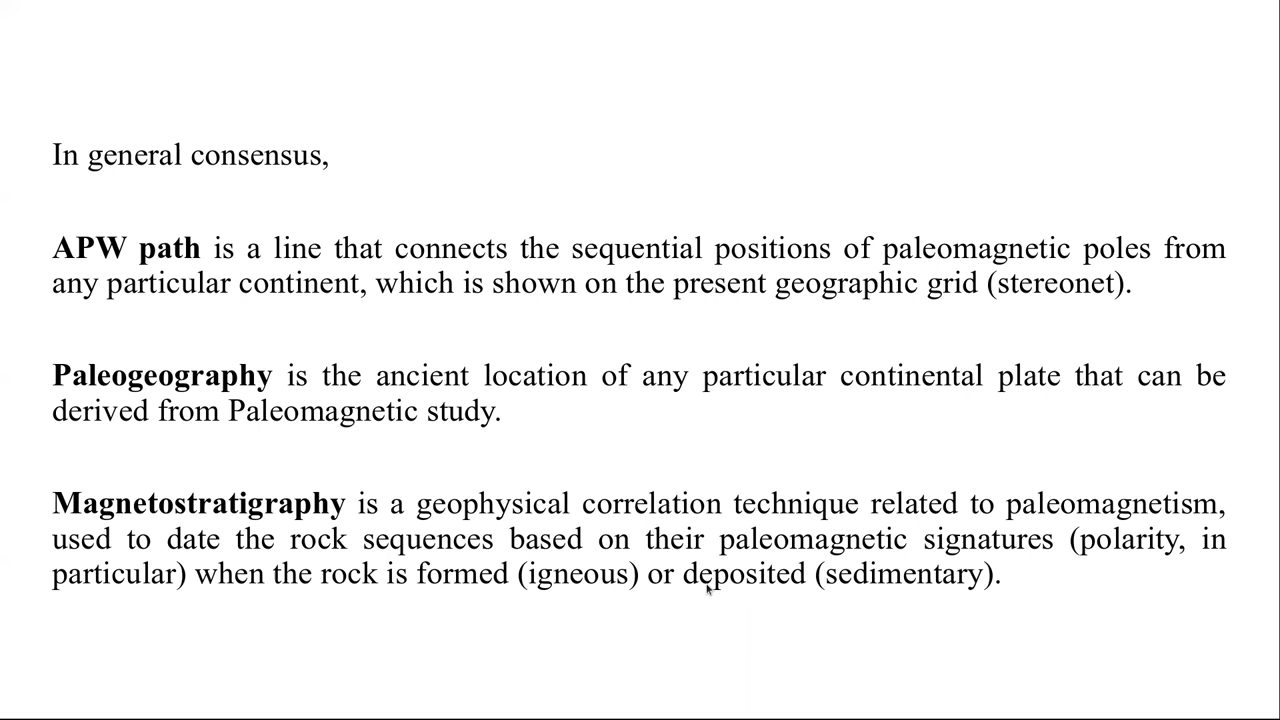 In general consensus,
APW path is a line that connects the sequential positions of paleomagnetic poles from
any particular continent, which is shown on the present geographic grid (stereonet).
Paleogeography is the ancient location of any particular continental plate that can be
derived from Paleomagnetic study.
Magnetostratigraphy is a geophysical correlation technique related to paleomagnetism,
used to date the rock sequences based on their paleomagnetic signatures (polarity, in
particular) when the rock is formed (igneous) or deposited (sedimentary).